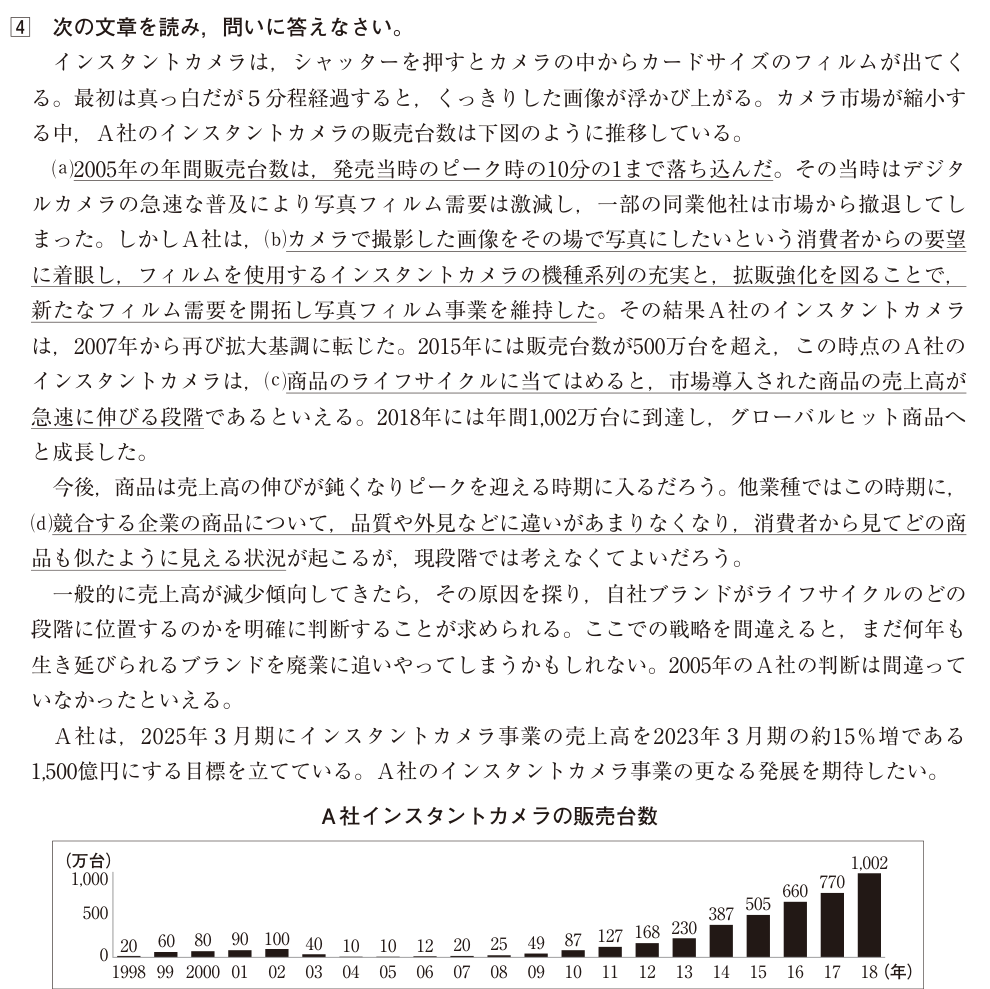 4 次の文章を読み，問いに答えなさい。
インスタントカメラは，シャッターを押すとカメラの中からカードサイズのフィルムが出てく
る。最初は真っ白だが５分程経過すると，くっきりした画像が浮かび上がる。カメラ市場が縮小す
る中，Ａ社のインスタントカメラの販売台数は下図のように推移している。
(a)2005年の年間販売台数は，発売当時のピーク時の10分の1まで落ち込んだ。その当時はデジタ
ルカメラの急速な普及により写真フィルム需要は激減し，一部の同業他社は市場から撤退してし
まった。しかしＡ社は，(b)カメラで撮影した画像をその場で写真にしたいという消費者からの要望
に着眼し，フィルムを使用するインスタントカメラの機種系列の充実と，拡販強化を図ることで，
新たなフィルム需要を開拓し写真フィルム事業を維持した。その結果Ａ社のインスタントカメラ
は，2007年から再び拡大基調に転じた。2015年には販売台数が500万台を超え，この時点のＡ社の
インスタントカメラは，(c)商品のライフサイクルに当てはめると，市場導入された商品の売上高が
急速に伸びる段階であるといえる。2018年には年間1,002万台に到達し，グローバルヒット商品へ
と成長した。
今後，商品は売上高の伸びが鈍くなりピークを迎える時期に入るだろう。他業種ではこの時期に，
(d)競合する企業の商品について，品質や外見などに違いがあまりなくなり，消費者から見てどの商
品も似たように見える状況が起こるが，現段階では考えなくてよいだろう。
一般的に売上高が減少傾向してきたら，その原因を探り，自社ブランドがライフサイクルのどの
段階に位置するのかを明確に判断することが求められる。ここでの戦略を間違えると，まだ何年も
生き延びられるブランドを廃業に追いやってしまうかもしれない。2005年のＡ社の判断は間違って
いなかったといえる。
Ａ社は，2025年３月期にインスタントカメラ事業の売上高を2023年３月期の約15％増である
1,500億円にする目標を立てている。Ａ社のインスタントカメラ事業の更なる発展を期待したい。
Ａ社インスタントカメラの販売台数
(万台)
1,000
500
0
20 60 80 90 100 40 10 10 12 20 25 49 87 127 168 230 387 505 660 770 1,002
1998 99 2000 01 02 03 04 05 06 07 08 09 10 11 12 13 14 15 16 17 18 (年)